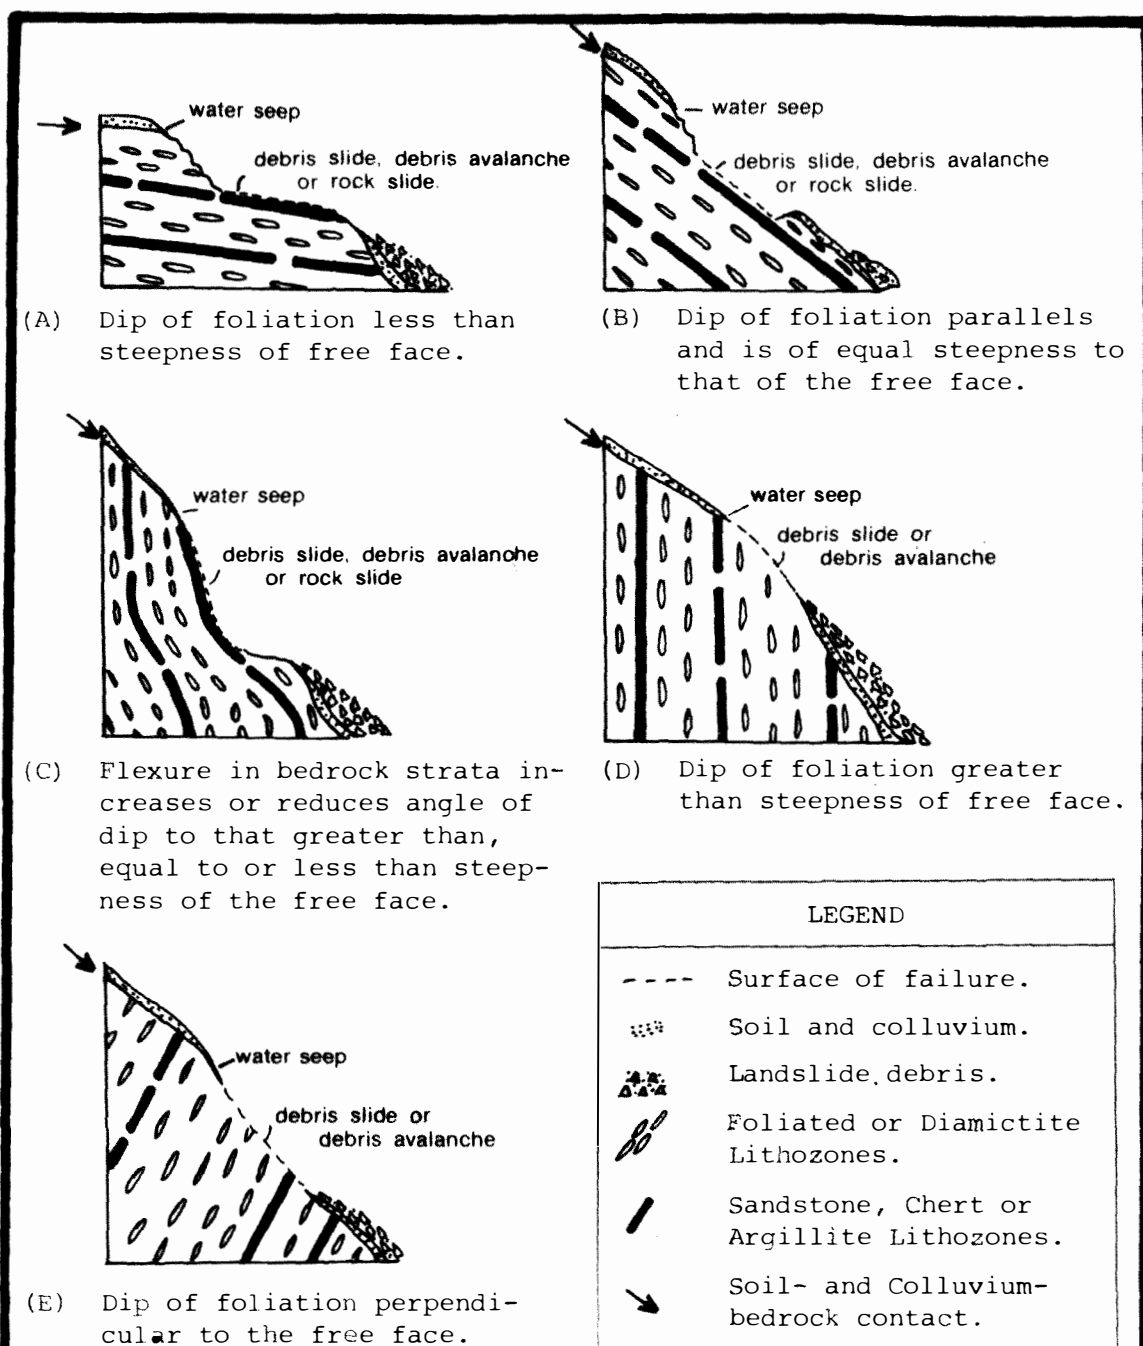 water seep
debris slide, debris avalanche
or rock slide.
(A) Dip of foliation less than
steepness of free face.
water seep
debris slide, debris avalanche
or rock slide.
(B) Dip of foliation parallels
and is of equal steepness to
that of the free face.
water seep
debris slide, debris avalanche
or rock slide
(C) Flexure in bedrock strata in-
creases or reduces angle of
dip to that greater than,
equal to or less than steep-
ness of the free face.
water seep
debris slide or
debris avalanche
(D) Dip of foliation greater
than steepness of free face.
water seep
debris slide or
debris avalanche
(E) Dip of foliation perpendi-
cular to the free face.
LEGEND
Surface of failure.
Soil and colluvium.
Landslide debris.
Foliated or Diamictite
Lithozones.
Sandstone, Chert or
Argillite Lithozones.
Soil- and Colluvium-
bedrock contact.